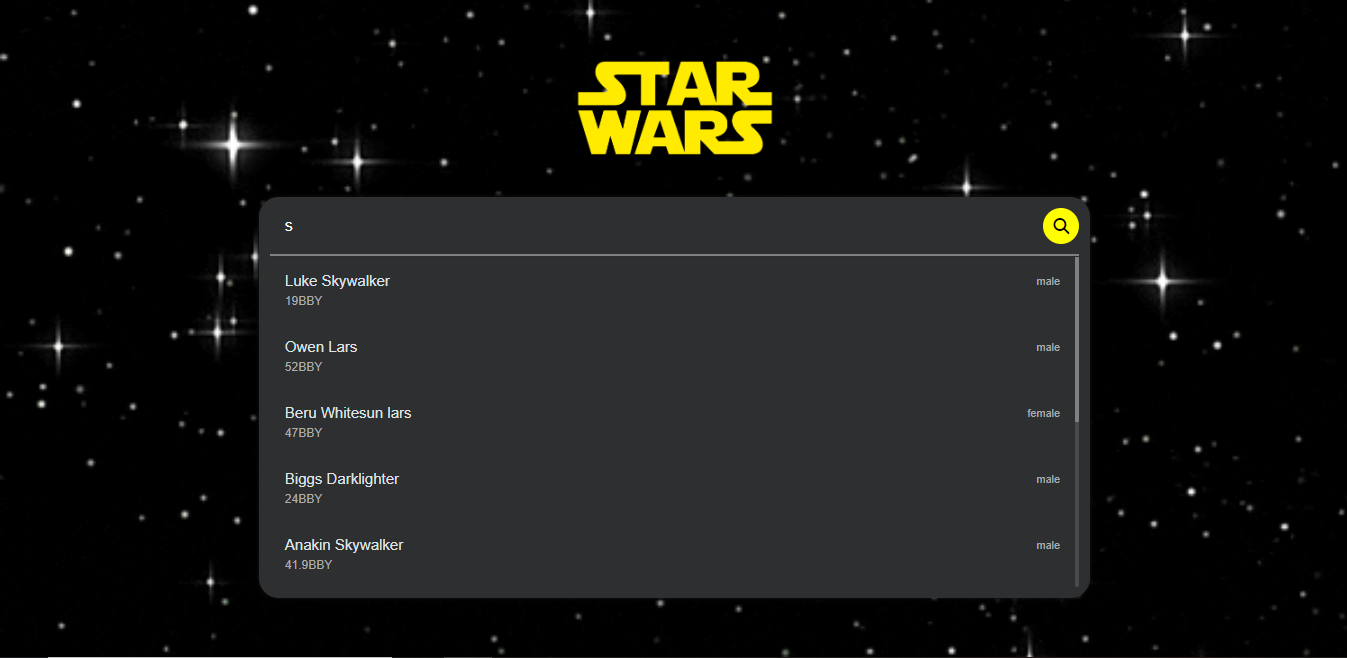 STAR
WARS
s
Luke Skywalker
male
19BBY
Owen Lars
male
52BBY
Beru Whitesun lars
female
47BBY
Biggs Darklighter
male
24BBY
Anakin Skywalker
male
41.9BBY